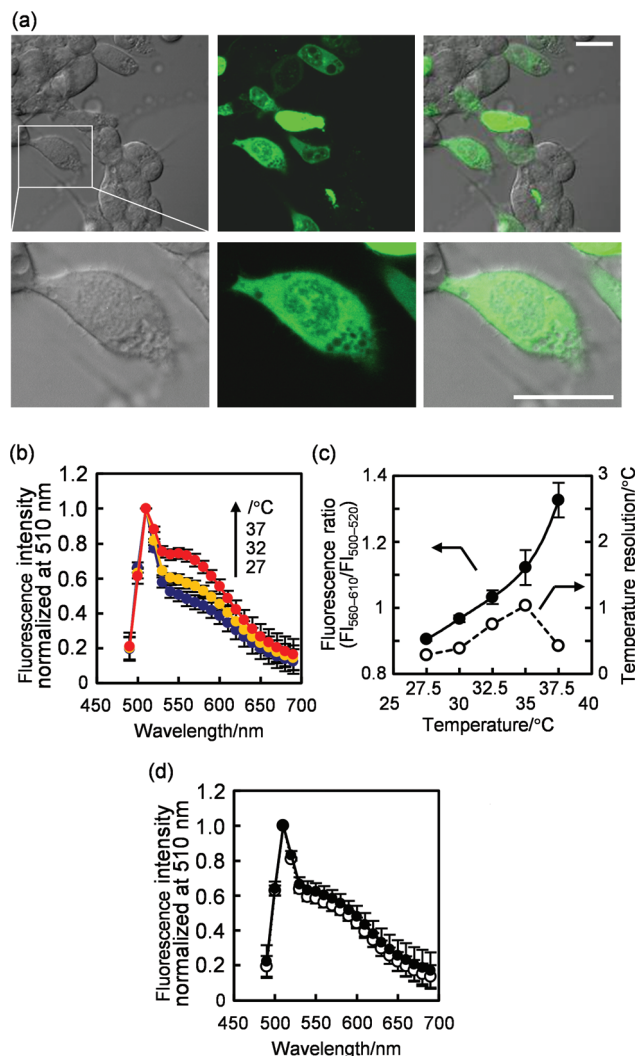 (a)
(b)
Fluorescence intensity
normalized at 510 nm
1.2
1.0
0.8
0.6
0.4
0.2
0
450 500 550 600 650 700
Wavelength/nm
/°C
37
32
27
(c)
Fluorescence ratio
(FI560–610/FI500–520)
1.4
1.2
1.0
0.8
3
2
1
0
Temperature resolution/°C
27.5 32.5 37.5
25 30 35 40
Temperature/°C
(d)
Fluorescence intensity
normalized at 510 nm
1.2
1.0
0.8
0.6
0.4
0.2
0
450 500 550 600 650 700
Wavelength/nm